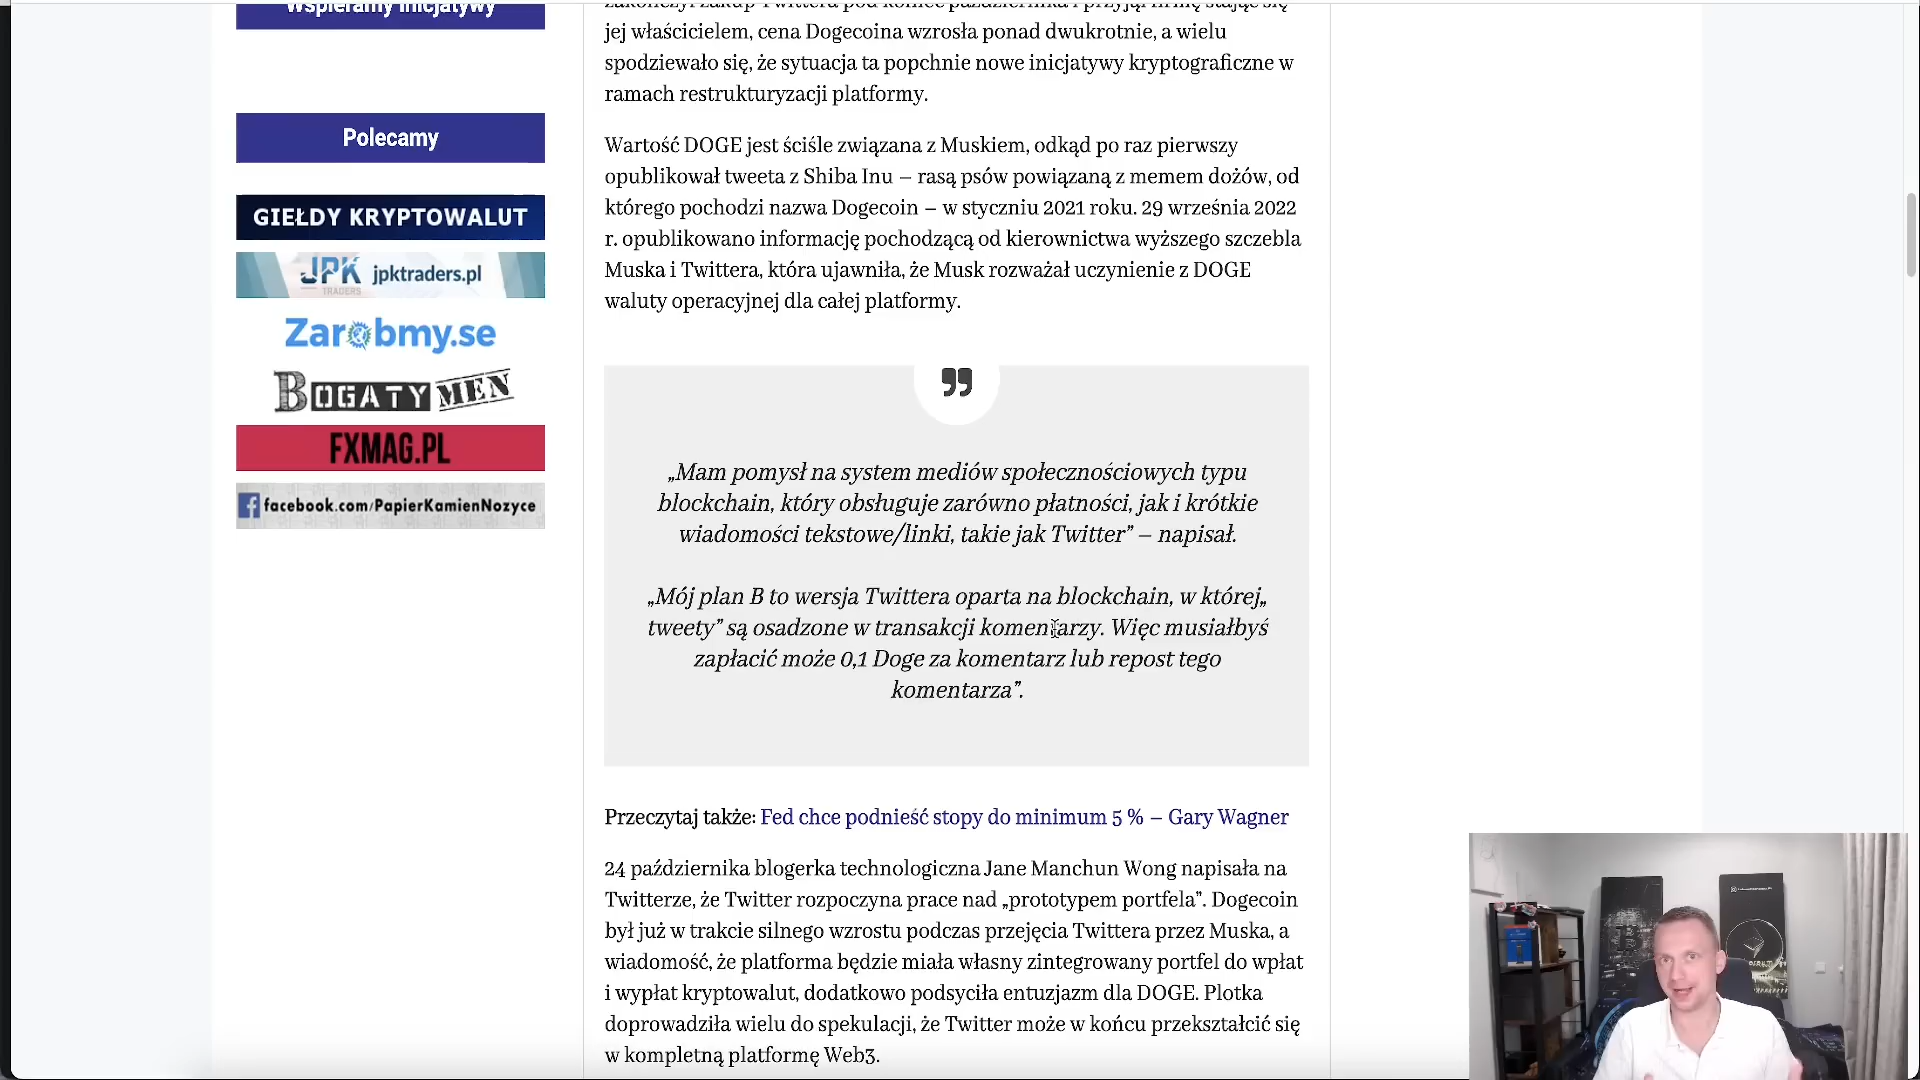 Wspieramy Inicjatywy
Polecamy
GIEŁDY KRYPTOWALUT
JPK TRADERS jpktraders.pl
Zarobmy.se
BOGATY MEN
FXMAG.PL
facebook.com/PapierKamienNozyce
zakończył zakup Twittera pod koniec października i przyjął firmę stając się
jej właścicielem, cena Dogecoina wzrosła ponad dwukrotnie, a wielu
spodziewało się, że sytuacja ta popchnie nowe inicjatywy kryptograficzne w
ramach restrukturyzacji platformy.
Wartość DOGE jest ściśle związana z Muskiem, odkąd po raz pierwszy
opublikował tweeta z Shiba Inu – rasą psów powiązaną z memem dożów, od
którego pochodzi nazwa Dogecoin – w styczniu 2021 roku. 29 września 2022
r. opublikowano informację pochodzącą od kierownictwa wyższego szczebla
Muska i Twittera, która ujawniła, że Musk rozważał uczynienie z DOGE
waluty operacyjnej dla całej platformy.
„Mam pomysł na system mediów społecznościowych typu
blockchain, który obsługuje zarówno płatności, jak i krótkie
wiadomości tekstowe/linki, takie jak Twitter” – napisał.
„Mój plan B to wersja Twittera oparta na blockchain, w której„
tweety” są osadzone w transakcji komentarzy. Więc musiałbyś
zapłacić może 0,1 Doge za komentarz lub repost tego
komentarza”.
Przeczytaj także: Fed chce podnieść stopy do minimum 5 % – Gary Wagner
24 października blogerka technologiczna Jane Manchun Wong napisała na
Twitterze, że Twitter rozpoczyna prace nad „prototypem portfela”. Dogecoin
był już w trakcie silnego wzrostu podczas przejęcia Twittera przez Muska, a
wiadomość, że platforma będzie miała własny zintegrowany portfel do wpłat
i wypłat kryptowalut, dodatkowo podsyciła entuzjazm dla DOGE. Plotka
doprowadziła wielu do spekulacji, że Twitter może w końcu przekształcić się
w kompletną platformę Web3.